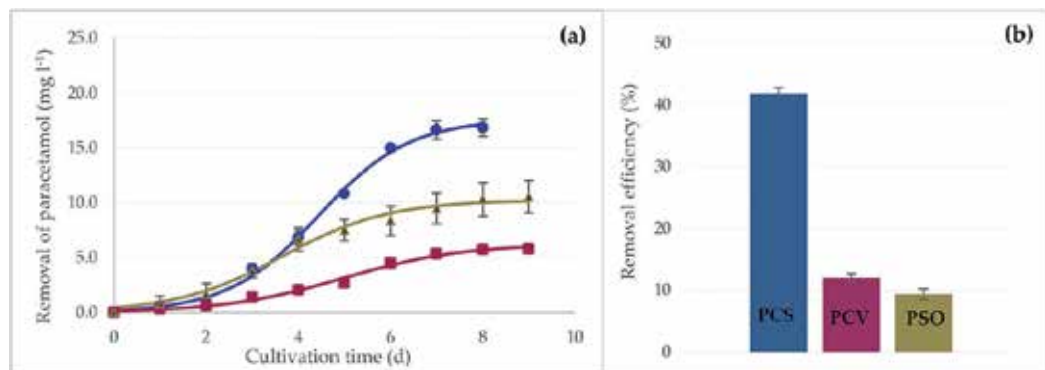 (a)
Removal of paracetamol (mg l⁻¹)
25.0
20.0
15.0
10.0
5.0
0.0
0
2
4
6
8
10
Cultivation time (d)
(b)
Removal efficiency (%)
50
40
30
20
10
0
PCS
PCV
PSO